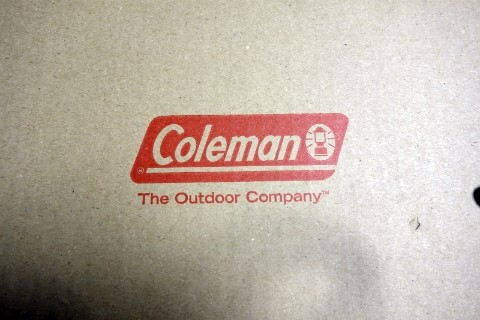 Coleman
®
The Outdoor Company™